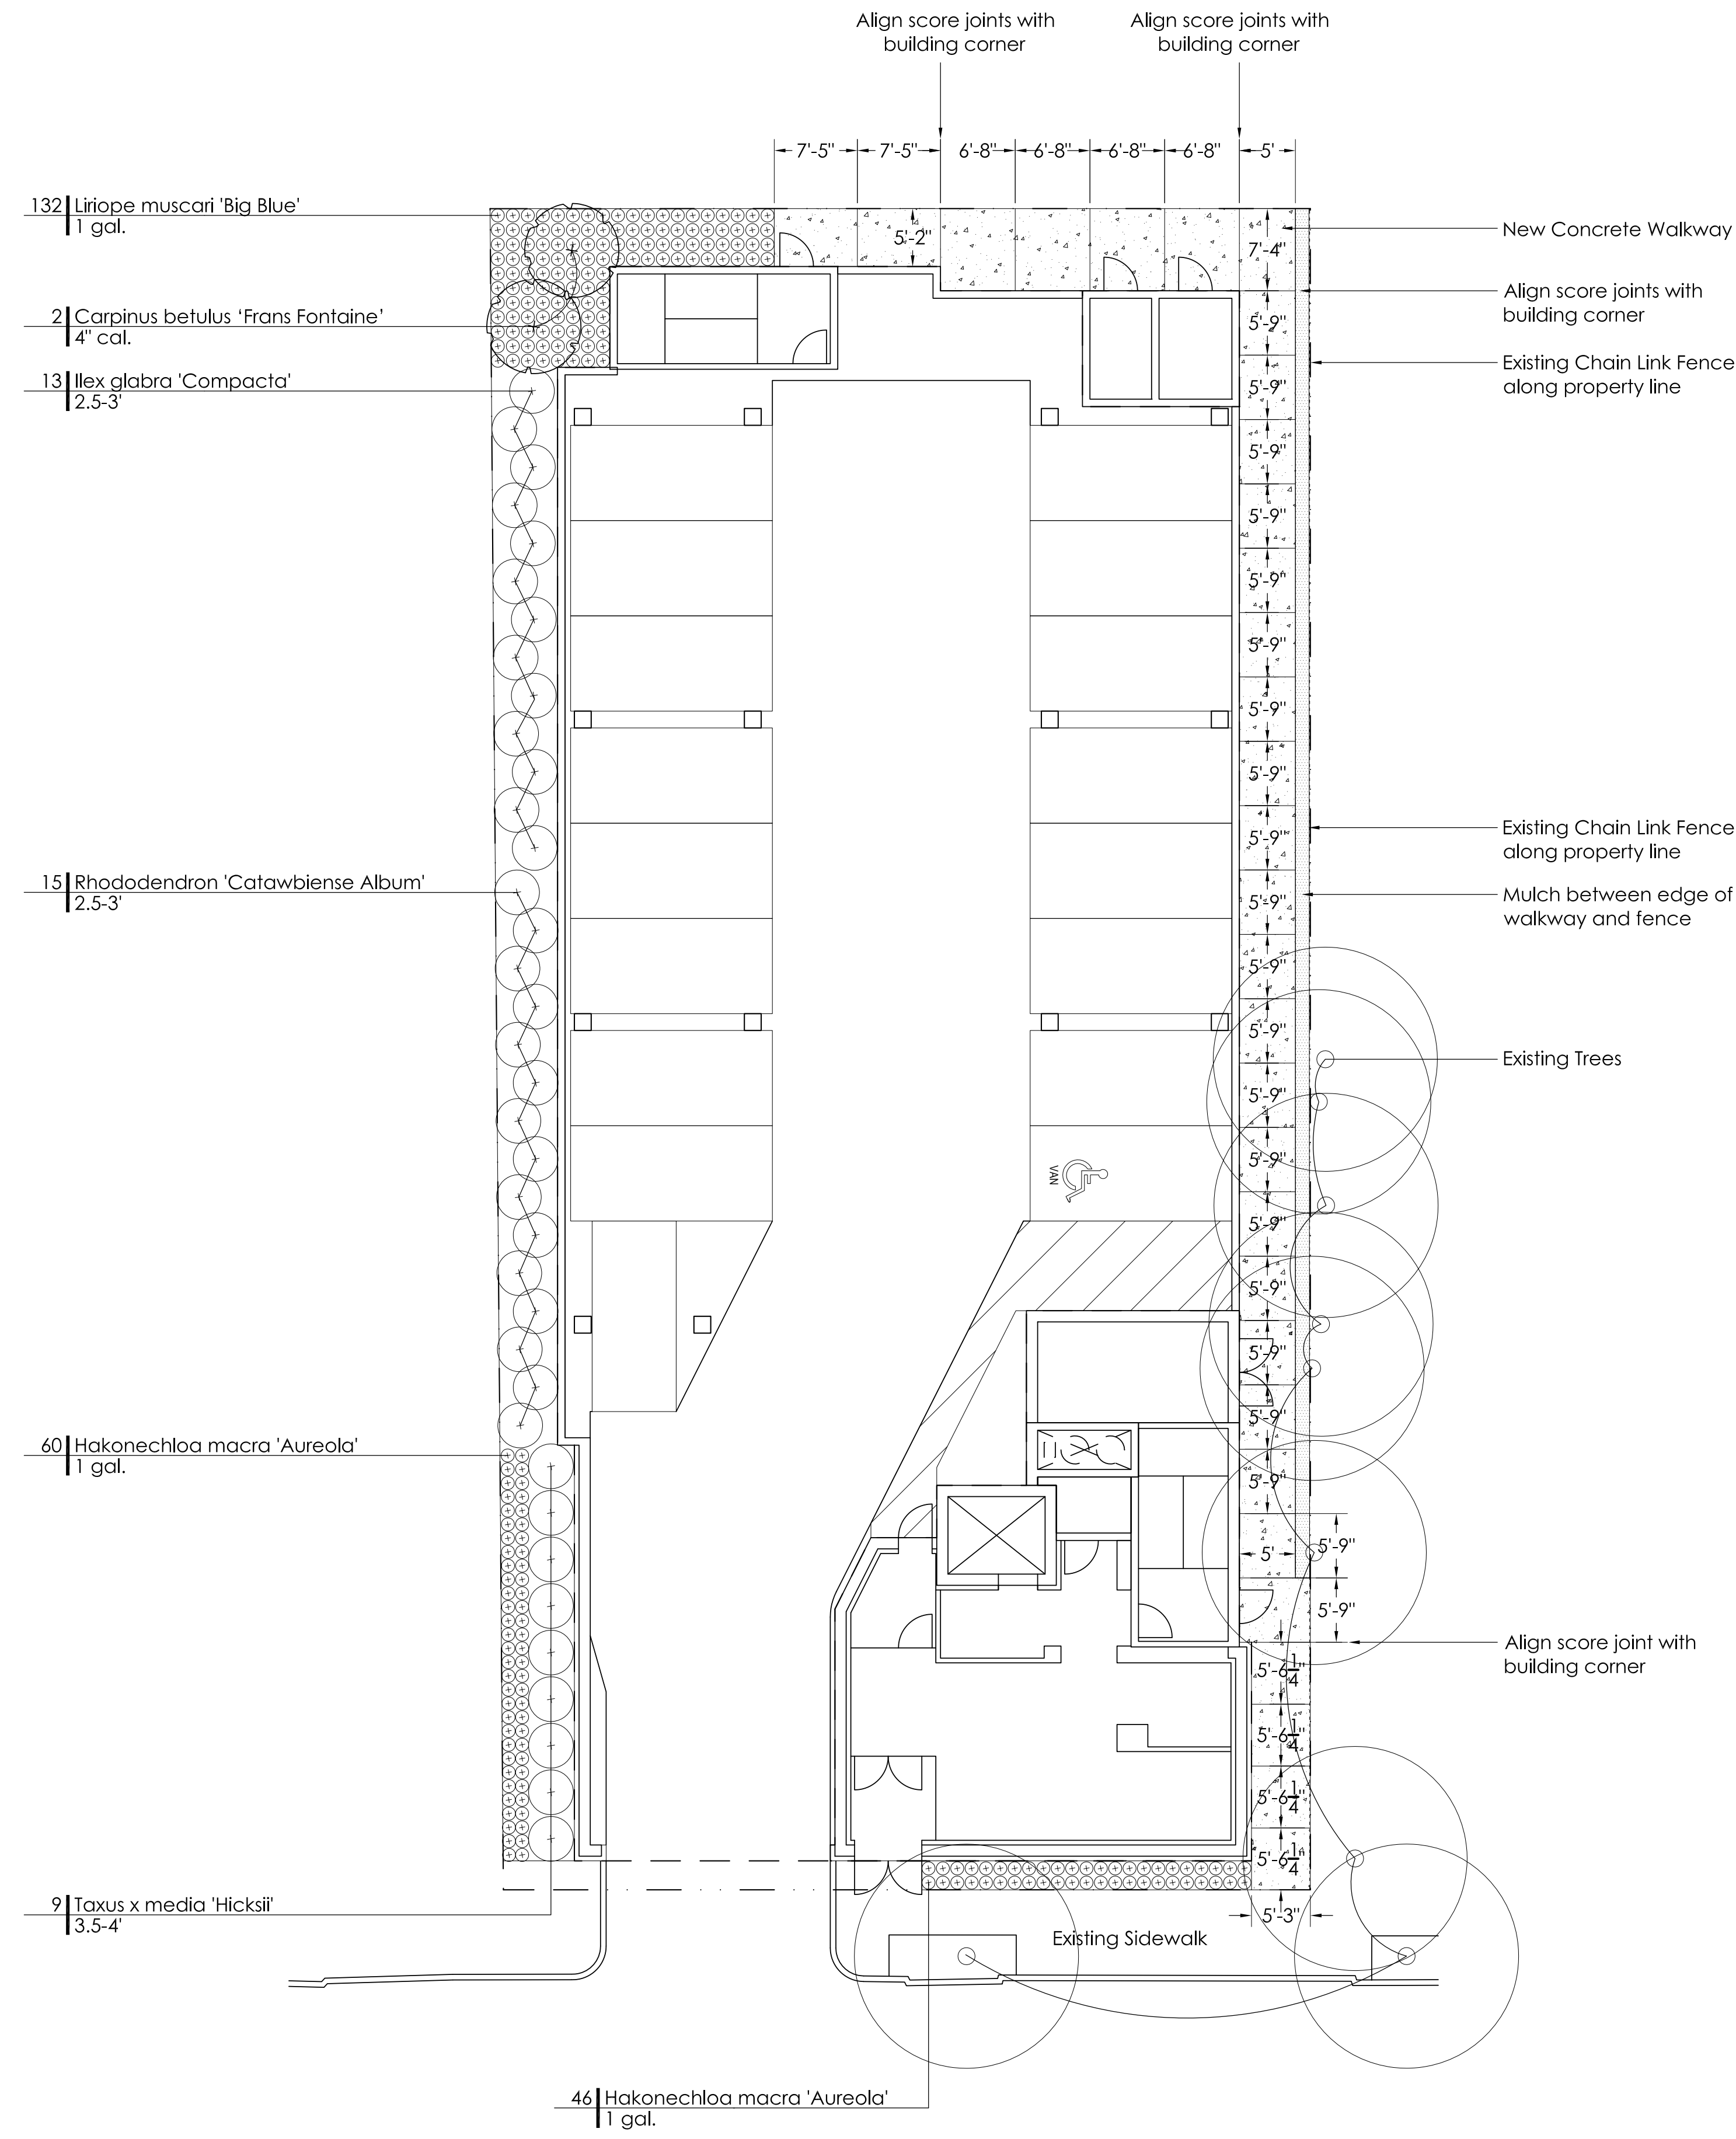 Align score joints with
building corner
Align score joints with
building corner
7'-5" 7'-5" 6'-8" 6'-8" 6'-8" 6'-8" 5'
132 Liriope muscari 'Big Blue'
1 gal.
5'-2"
7'-4"
New Concrete Walkway
Align score joints with
building corner
2 Carpinus betulus ‘Frans Fontaine’
4" cal.
5'-9"
Existing Chain Link Fence
along property line
13 Ilex glabra 'Compacta'
2.5-3'
5'-9"
5'-9"
5'-9"
5'-9"
5'-9"
5'-9"
5'-9"
5'-9"
Existing Chain Link Fence
along property line
15 Rhododendron 'Catawbiense Album'
2.5-3'
5'-9"
Mulch between edge of
walkway and fence
5'-9"
5'-9"
Existing Trees
5'-9"
5'-9"
VAN
5'-9"
5'-9"
5'-9"
5'-9"
60 Hakonechloa macra 'Aureola'
1 gal.
5'-9"
5' 5'-9"
5'-9"
Align score joint with
building corner
5'-6 1/4"
5'-6 1/4"
5'-6 1/4"
5'-6 1/4"
9 Taxus x media 'Hicksii'
3.5-4'
5'-3"
Existing Sidewalk
46 Hakonechloa macra 'Aureola'
1 gal.